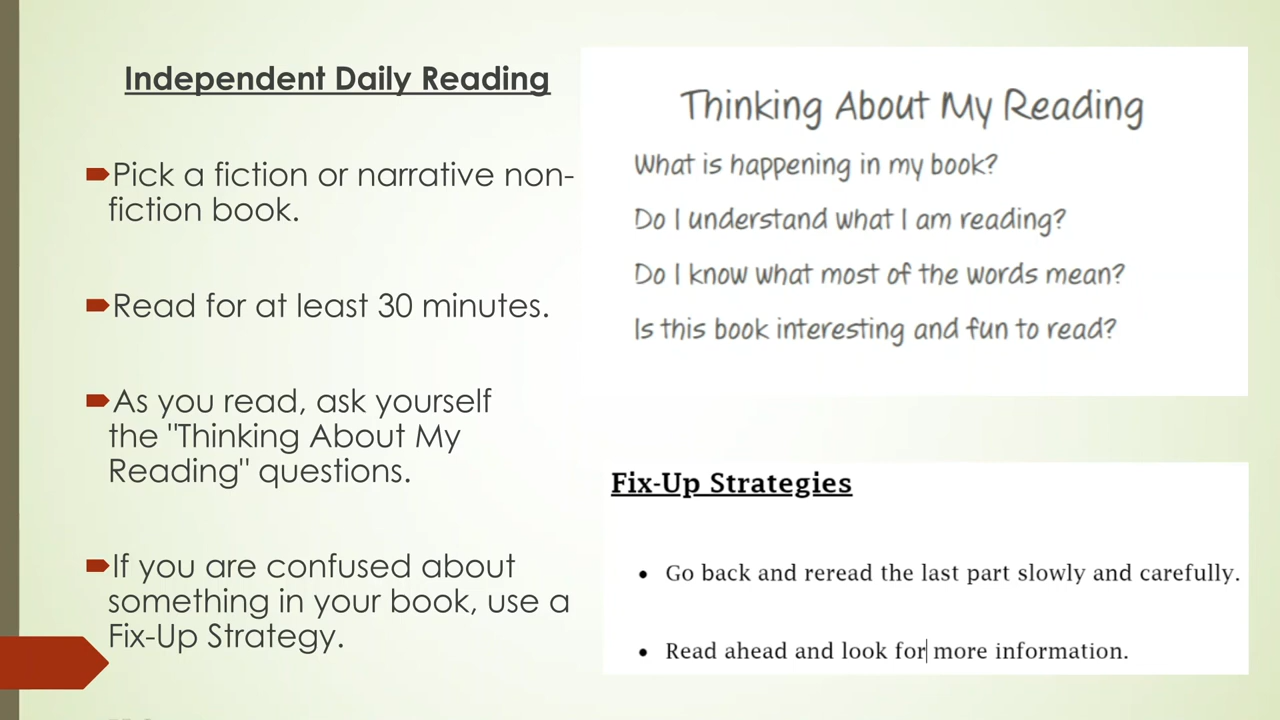 Independent Daily Reading
Pick a fiction or narrative non-
fiction book.
Read for at least 30 minutes.
As you read, ask yourself
the "Thinking About My
Reading" questions.
If you are confused about
something in your book, use a
Fix-Up Strategy.
Thinking About My Reading
What is happening in my book?
Do I understand what I am reading?
Do I know what most of the words mean?
Is this book interesting and fun to read?
Fix-Up Strategies
Go back and reread the last part slowly and carefully.
Read ahead and look for more information.